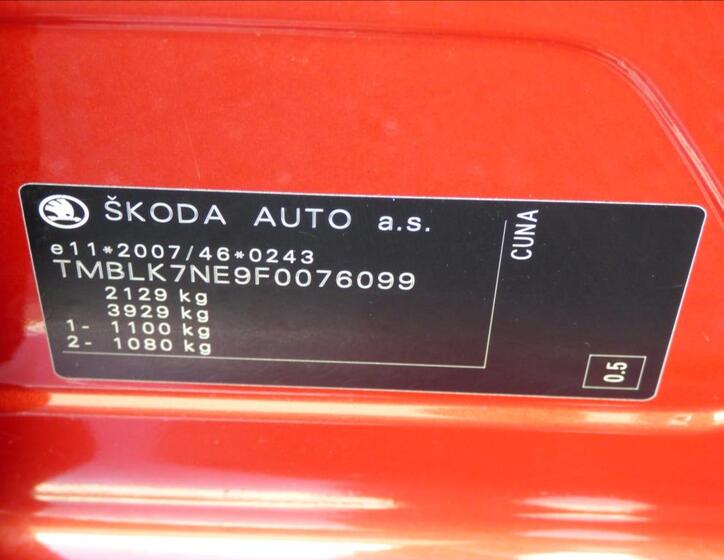 ŠKODA AUTO a.s.
e11*2007/46*0243
TMBLK7NE9F0076099
2129 kg
3929 kg
1- 1100 kg
2- 1080 kg
CUNA
0.5